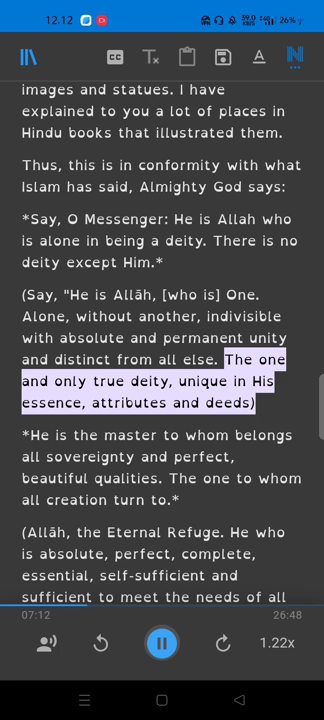 12.12 39.0 KB/S 26%
CC T A N
images and statues. I have
explained to you a lot of places in
Hindu books that illustrated them.
Thus, this is in conformity with what
Islam has said, Almighty God says:
*Say, O Messenger: He is Allah who
is alone in being a deity. There is no
deity except Him.*
(Say, "He is Allāh, [who is] One.
Alone, without another, indivisible
with absolute and permanent unity
and distinct from all else. The one
and only true deity, unique in His
essence, attributes and deeds)
*He is the master to whom belongs
all sovereignty and perfect,
beautiful qualities. The one to whom
all creation turn to.*
(Allāh, the Eternal Refuge. He who
is absolute, perfect, complete,
essential, self-sufficient and
sufficient to meet the needs of all
07:12 26:48
1.22x